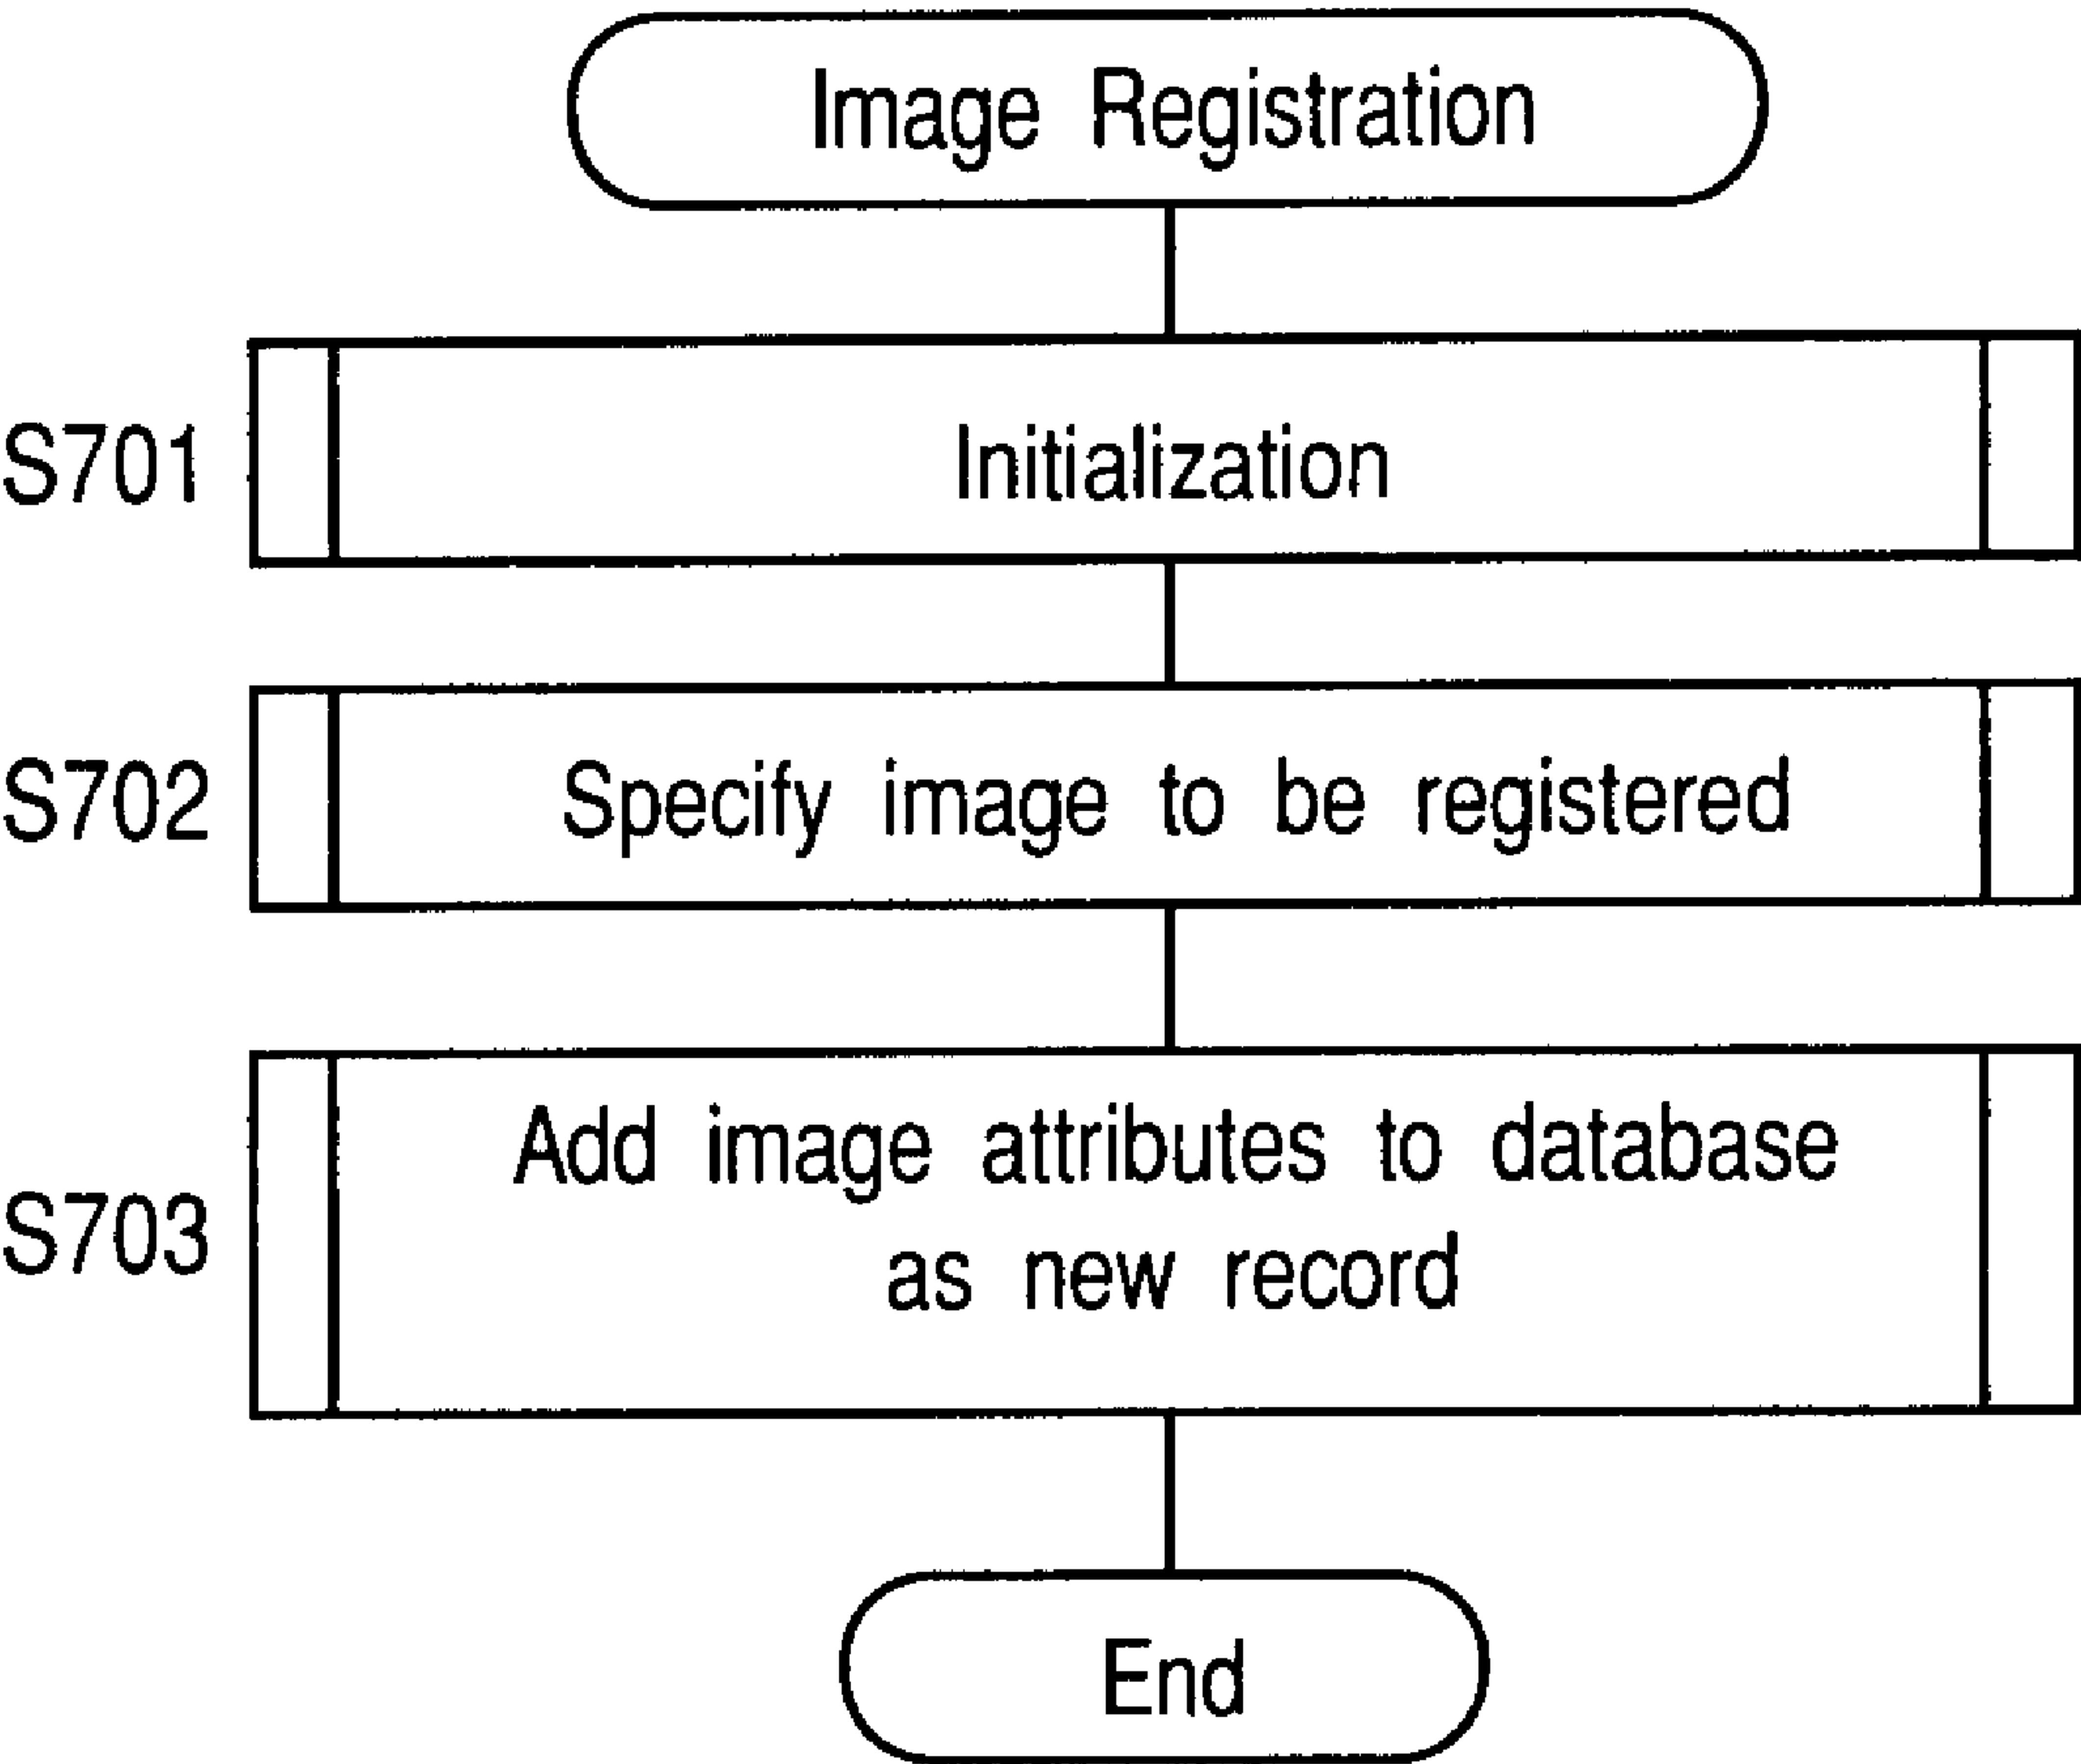 Image Registration
S701
Initialization
S702
Specify image to be registered
S703
Add image attributes to database
as new record
End